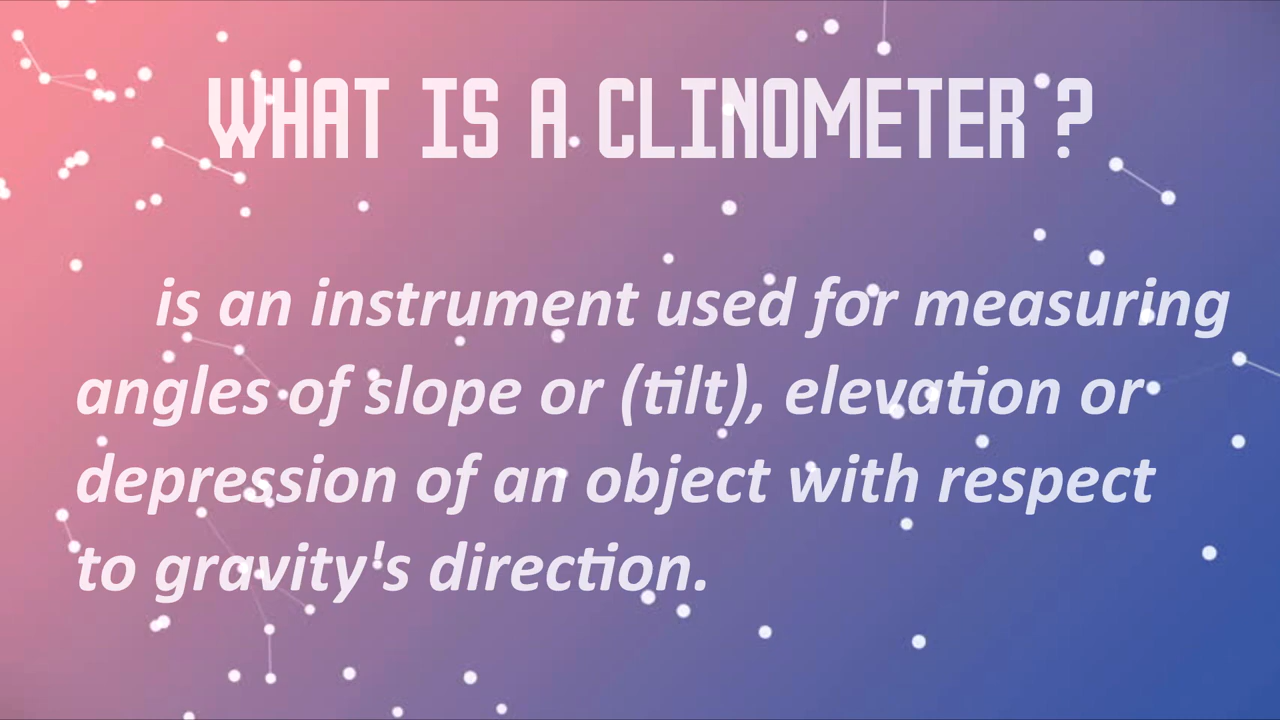 WHAT IS A CLINOMETER ?
is an instrument used for measuring
angles of slope or (tilt), elevation or
depression of an object with respect
to gravity's direction.